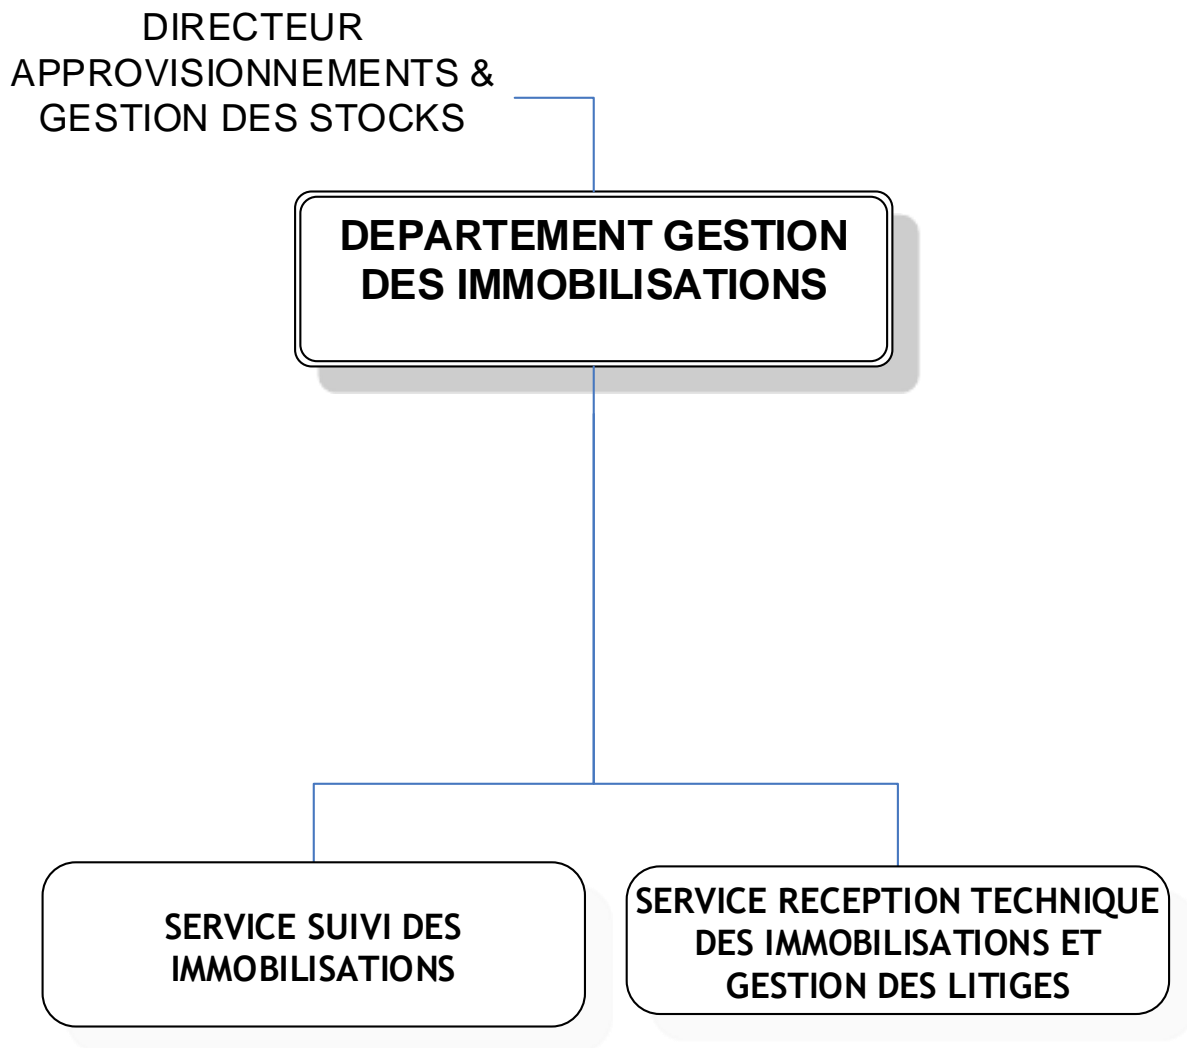 DIRECTEUR
APPROVISIONNEMENTS &
GESTION DES STOCKS
DEPARTEMENT GESTION
DES IMMOBILISATIONS
SERVICE SUIVI DES
IMMOBILISATIONS
SERVICE RECEPTION TECHNIQUE
DES IMMOBILISATIONS ET
GESTION DES LITIGES